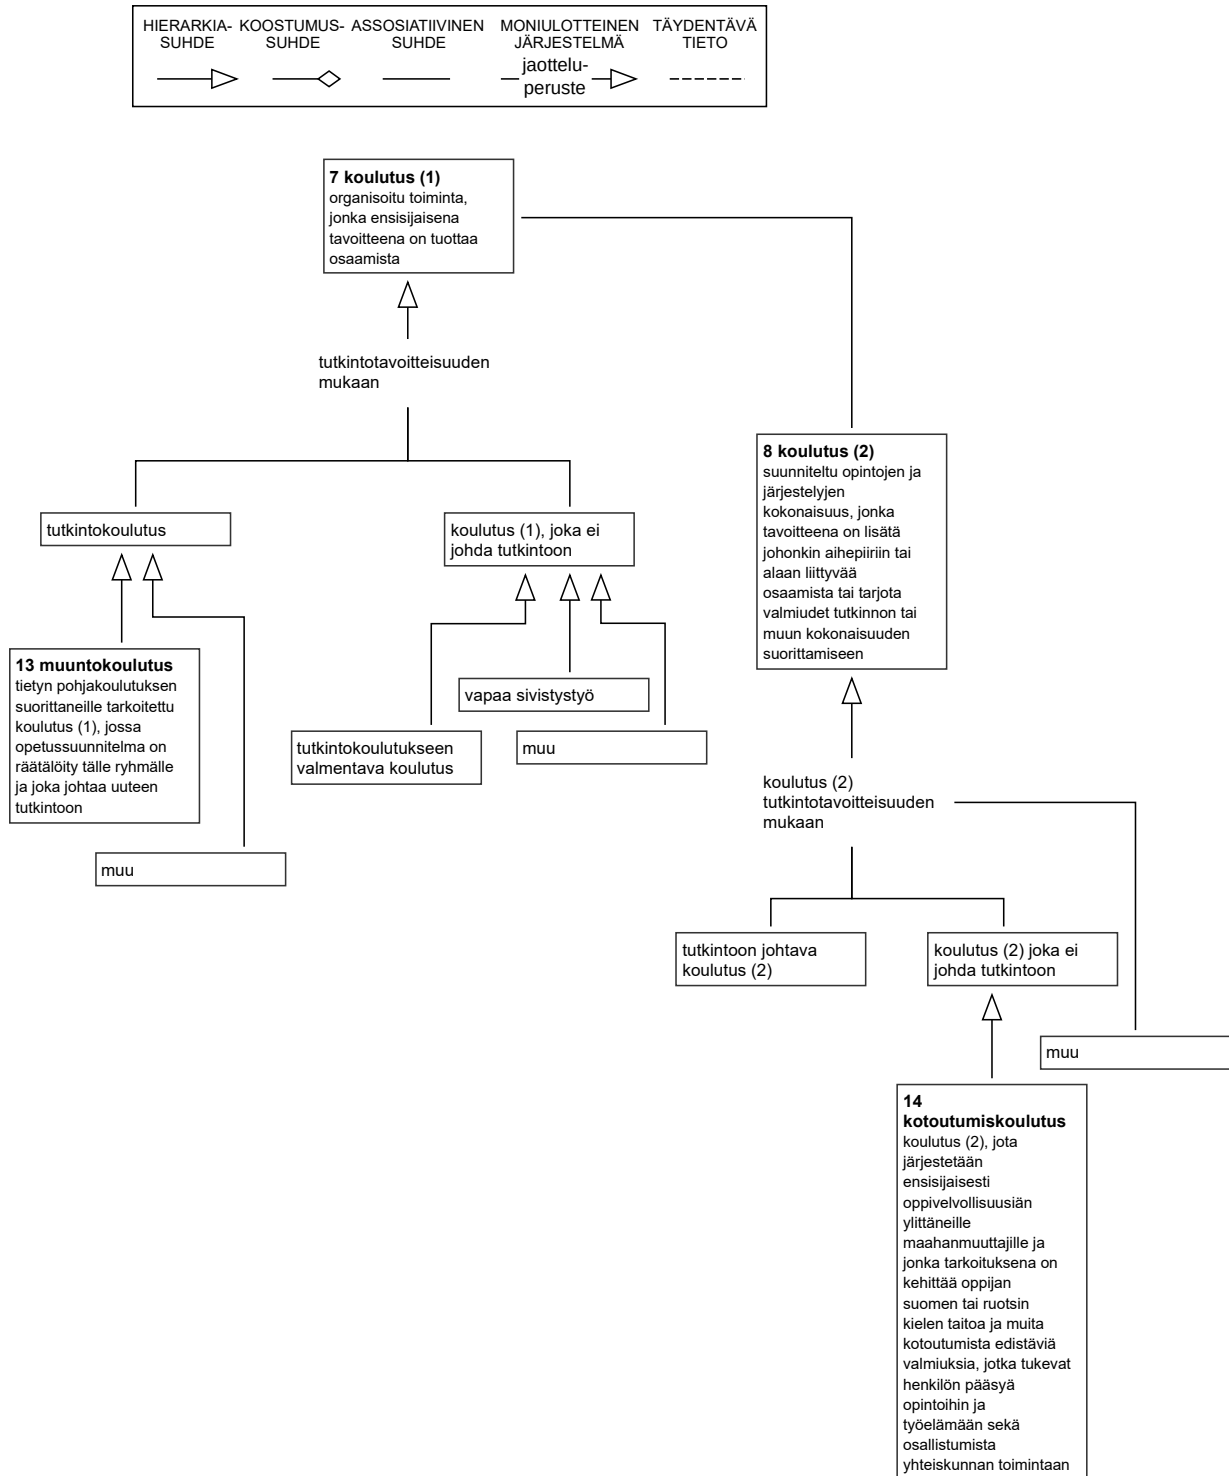 HIERARKIA-
SUHDE
KOOSTUMUS-
SUHDE
ASSOSIATIIVINEN
SUHDE
MONIULOTTEINEN
JÄRJESTELMÄ
jaottelu-
peruste
TÄYDENTÄVÄ
TIETO
7 koulutus (1)
organisoitu toiminta,
jonka ensisijaisena
tavoitteena on tuottaa
osaamista
tutkintotavoitteisuuden
mukaan
tutkintokoulutus
koulutus (1), joka ei
johda tutkintoon
13 muuntokoulutus
tietyn pohjakoulutuksen
suorittaneille tarkoitettu
koulutus (1), jossa
opetussuunnitelma on
räätälöity tälle ryhmälle
ja joka johtaa uuteen
tutkintoon
muu
tutkintokoulutukseen
valmentava koulutus
vapaa sivistystyö
muu
8 koulutus (2)
suunniteltu opintojen ja
järjestelyjen
kokonaisuus, jonka
tavoitteena on lisätä
johonkin aihepiiriin tai
alaan liittyvää
osaamista tai tarjota
valmiudet tutkinnon tai
muun kokonaisuuden
suorittamiseen
koulutus (2)
tutkintotavoitteisuuden
mukaan
tutkintoon johtava
koulutus (2)
koulutus (2) joka ei
johda tutkintoon
muu
14
kotoutumiskoulutus
koulutus (2), jota
järjestetään
ensisijaisesti
oppivelvollisuusiän
ylittäneille
maahanmuuttajille ja
jonka tarkoituksena on
kehittää oppijan
suomen tai ruotsin
kielen taitoa ja muita
kotoutumista edistäviä
valmiuksia, jotka tukevat
henkilön pääsyä
opintoihin ja
työelämään sekä
osallistumista
yhteiskunnan toimintaan